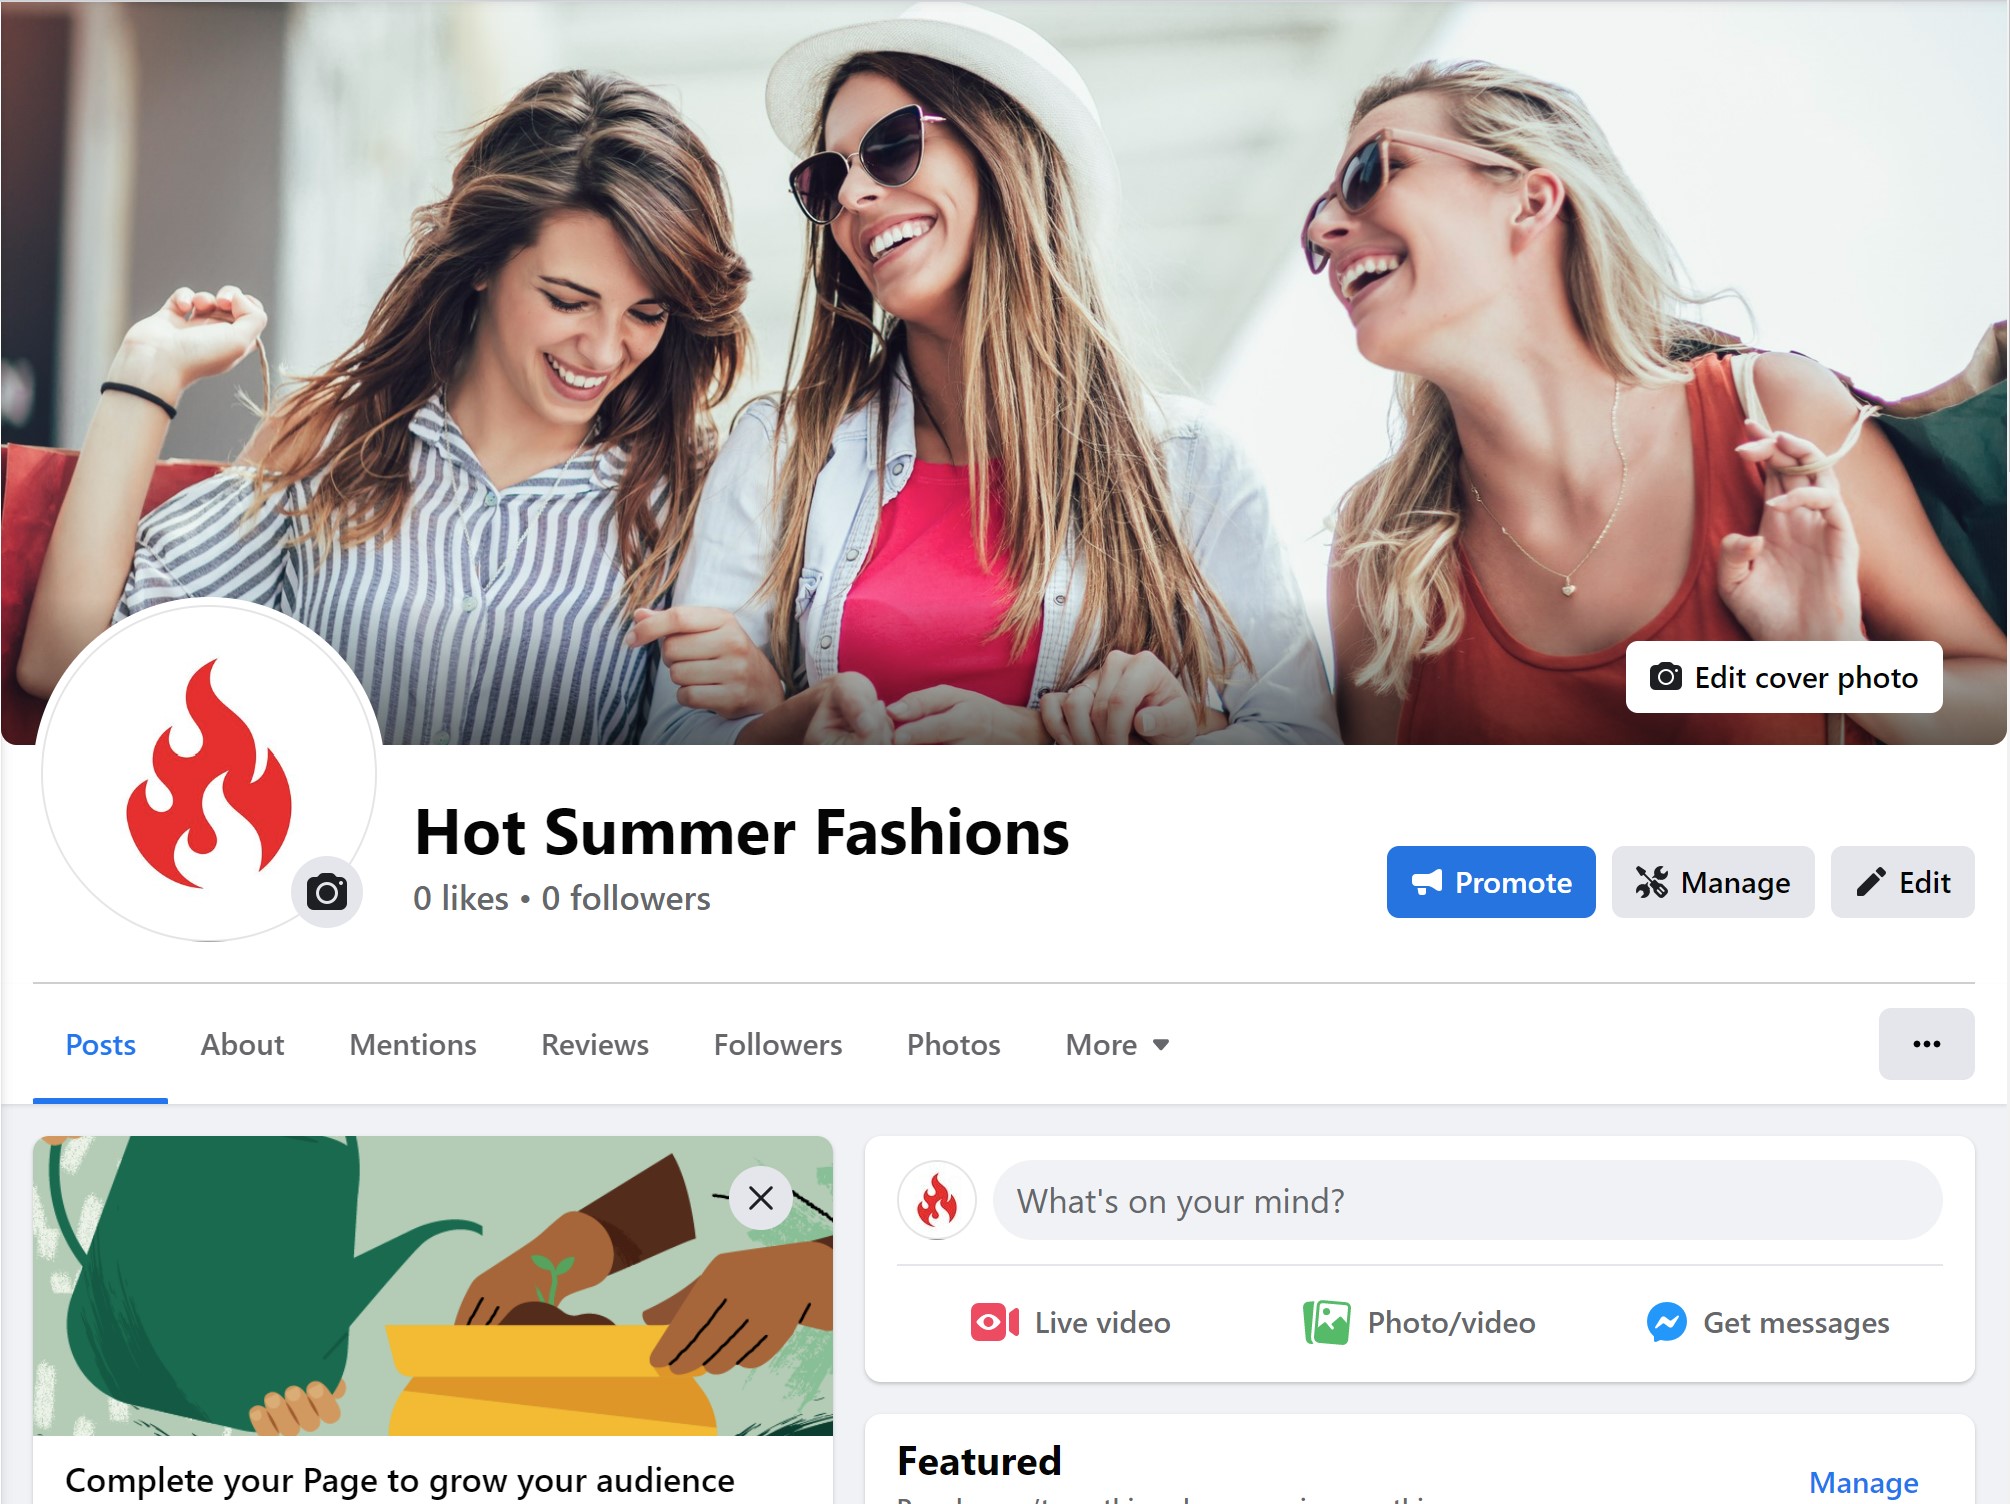 Edit cover photo
Hot Summer Fashions
0 likes • 0 followers
Promote
Manage
Edit
Posts
About
Mentions
Reviews
Followers
Photos
More
What's on your mind?
Live video
Photo/video
Get messages
Complete your Page to grow your audience
Featured
Manage